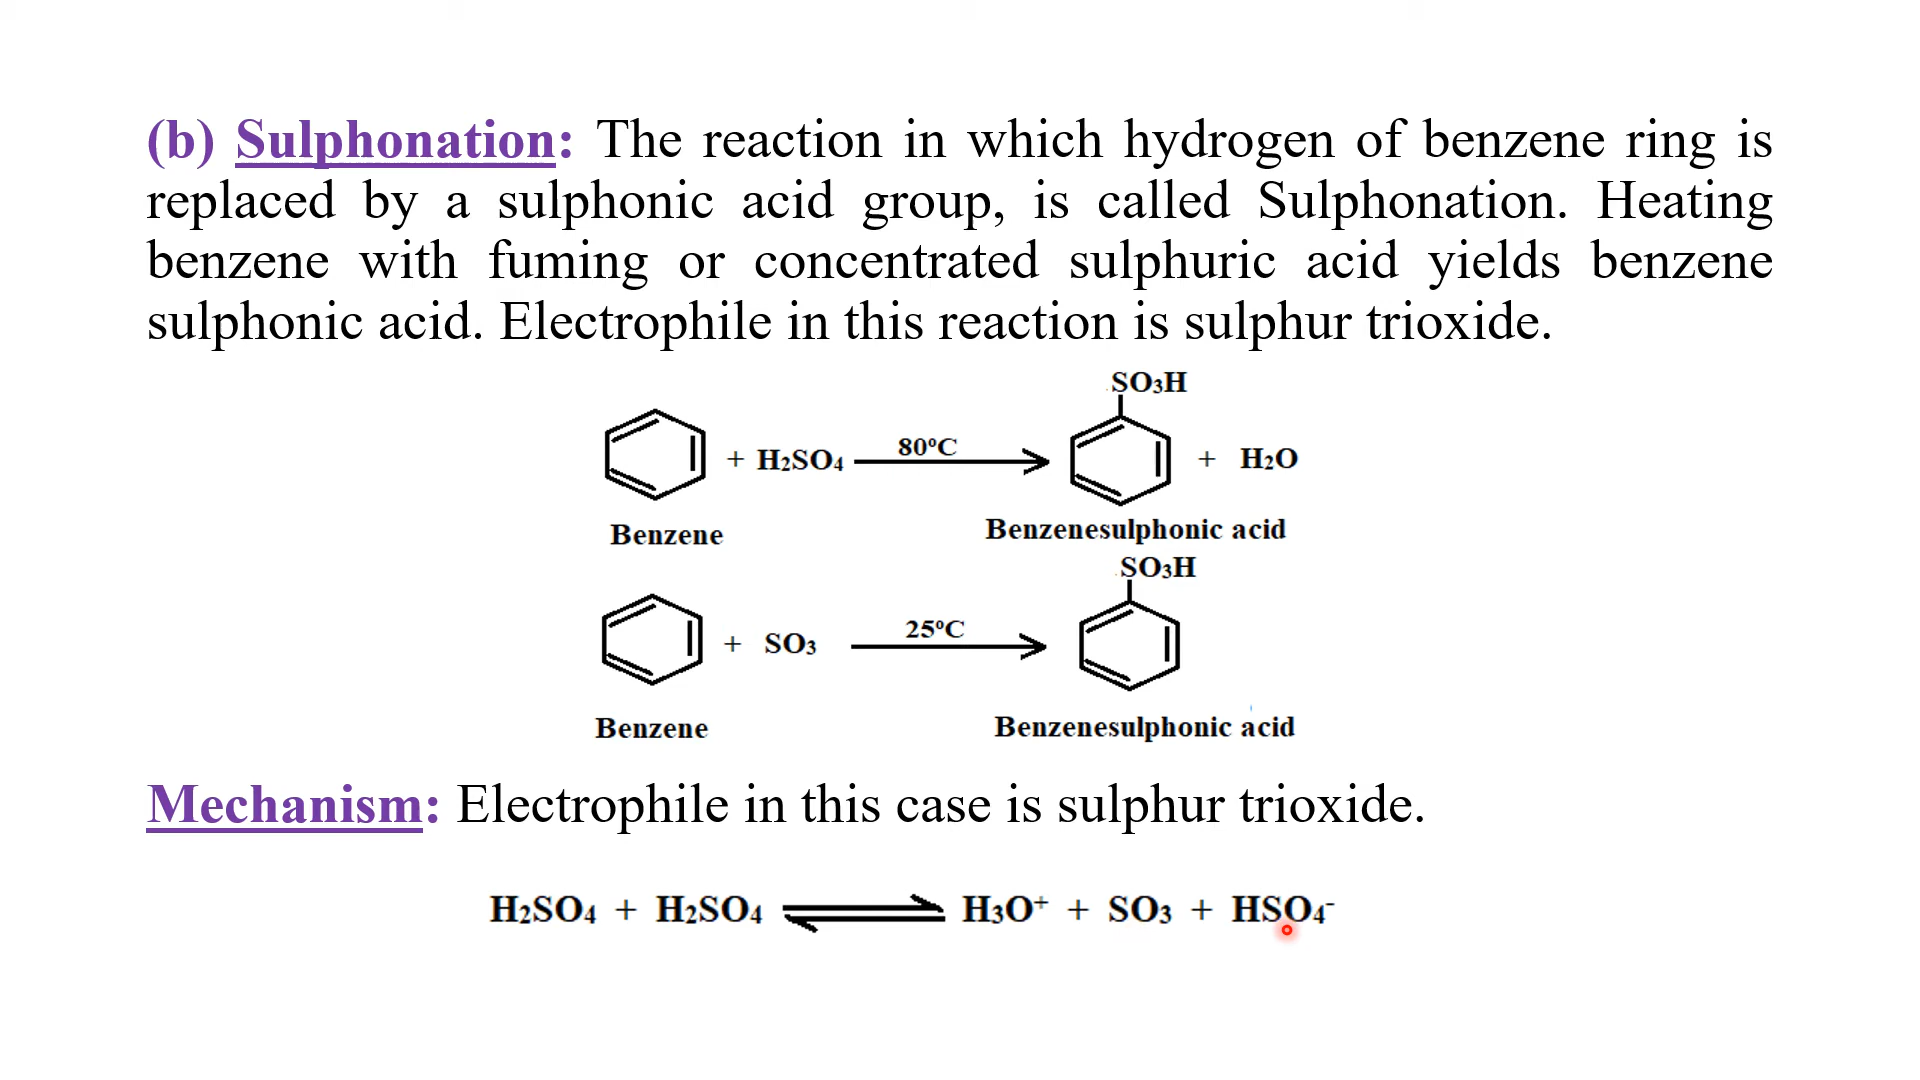 (b) Sulphonation: The reaction in which hydrogen of benzene ring is
replaced by a sulphonic acid group, is called Sulphonation. Heating
benzene with fuming or concentrated sulphuric acid yields benzene
sulphonic acid. Electrophile in this reaction is sulphur trioxide.
SO₃H
+ H₂SO₄ 80°C + H₂O
Benzene Benzenesulphonic acid
SO₃H
+ SO₃ 25°C
Benzene Benzenesulphonic acid
Mechanism: Electrophile in this case is sulphur trioxide.
H₂SO₄ + H₂SO₄ ⇌ H₃O⁺ + SO₃ + HSO₄⁻